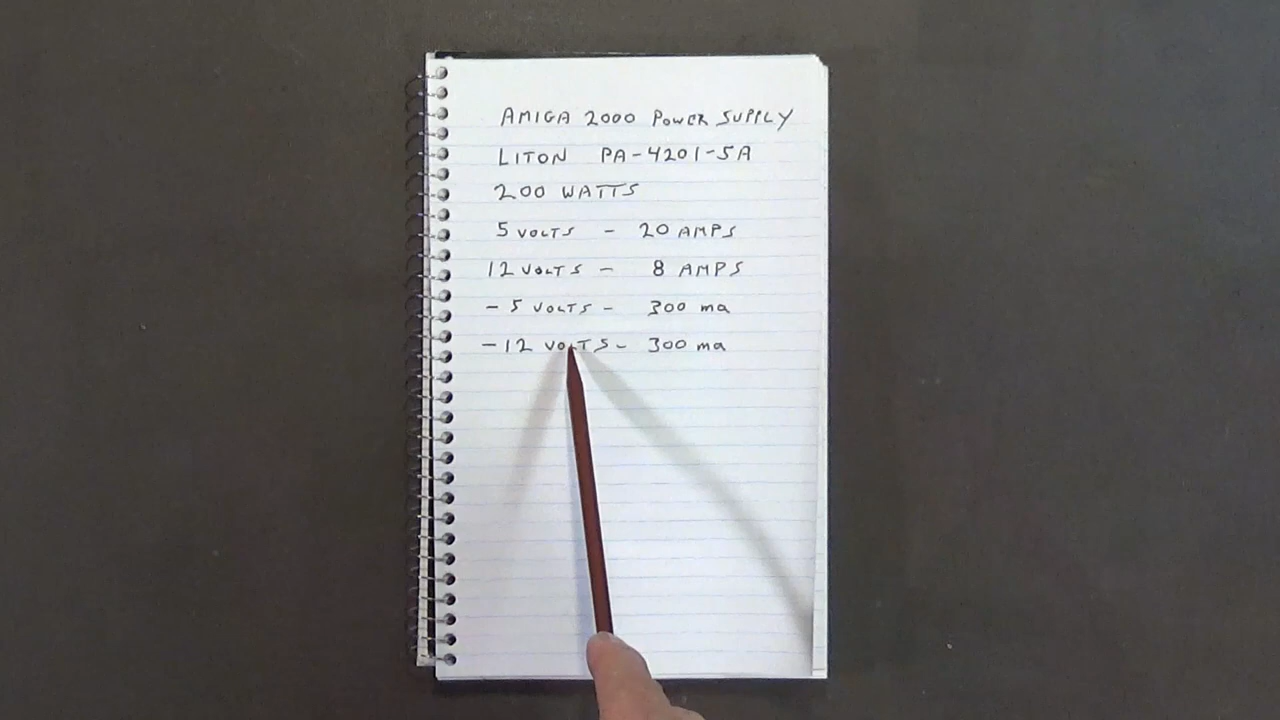 AMIGA 2000 POWER SUPPLY
LITON PA-4201-5A
200 WATTS
5 VOLTS - 20 AMPS
12 VOLTS - 8 AMPS
- 5 VOLTS - 300 ma
-12 VOLTS - 300 ma